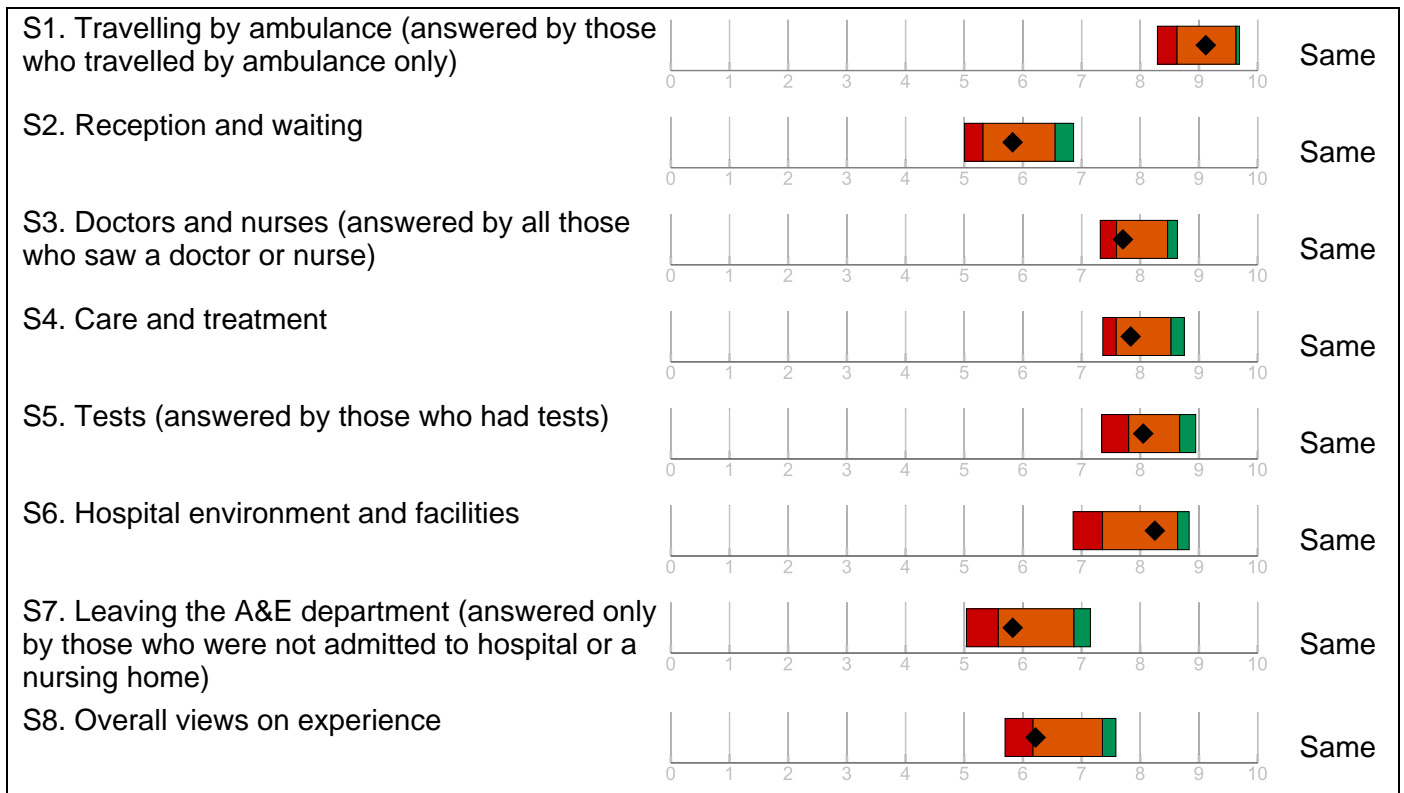 S1. Travelling by ambulance (answered by those
who travelled by ambulance only)
Same
0 1 2 3 4 5 6 7 8 9 10
S2. Reception and waiting
Same
0 1 2 3 4 5 6 7 8 9 10
S3. Doctors and nurses (answered by all those
who saw a doctor or nurse)
Same
0 1 2 3 4 5 6 7 8 9 10
S4. Care and treatment
Same
0 1 2 3 4 5 6 7 8 9 10
S5. Tests (answered by those who had tests)
Same
0 1 2 3 4 5 6 7 8 9 10
S6. Hospital environment and facilities
Same
0 1 2 3 4 5 6 7 8 9 10
S7. Leaving the A&E department (answered only
by those who were not admitted to hospital or a
nursing home)
Same
0 1 2 3 4 5 6 7 8 9 10
S8. Overall views on experience
Same
0 1 2 3 4 5 6 7 8 9 10